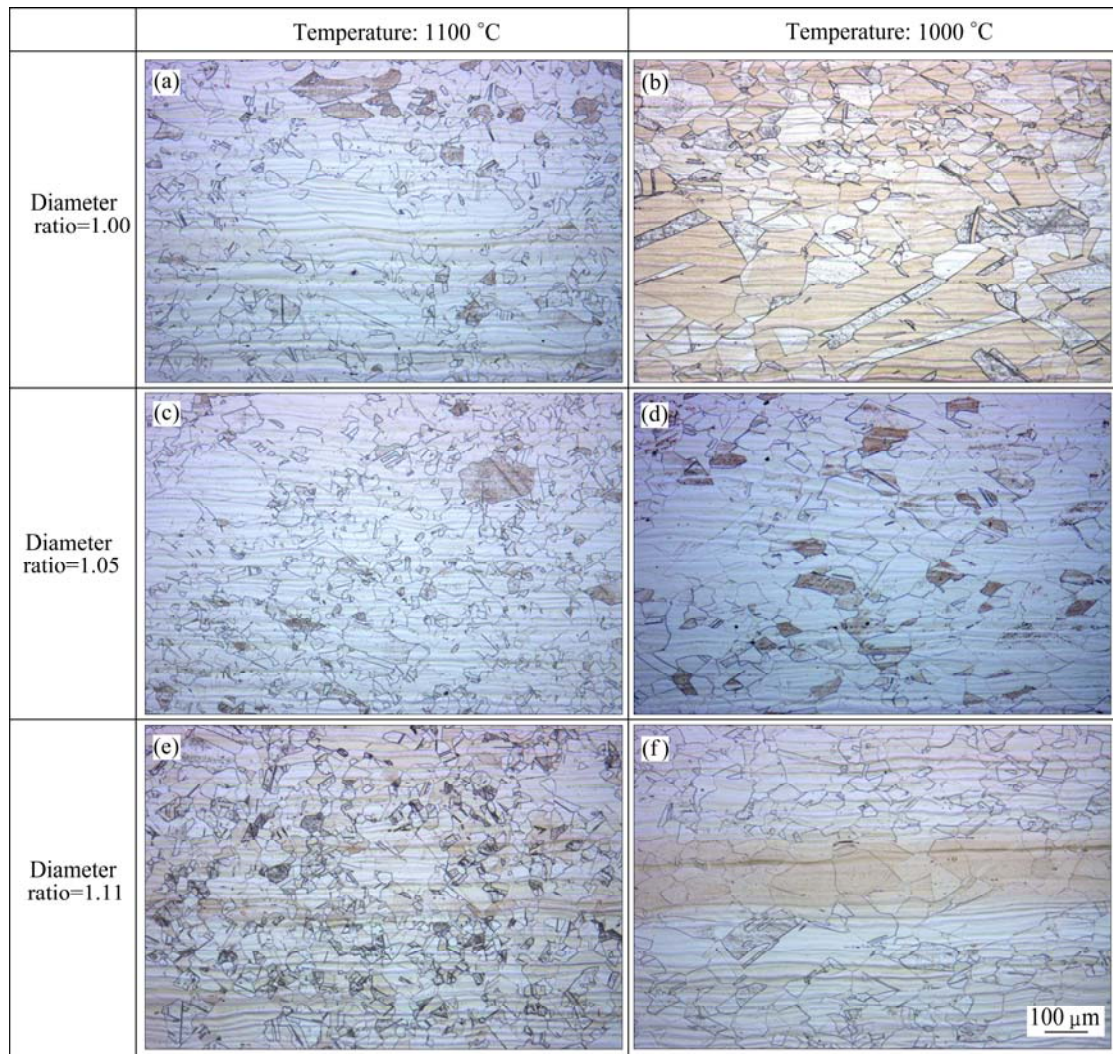 Temperature: 1100 °C
Temperature: 1000 °C
Diameter
ratio=1.00
(a)
(b)
Diameter
ratio=1.05
(c)
(d)
Diameter
ratio=1.11
(e)
(f)
100 μm